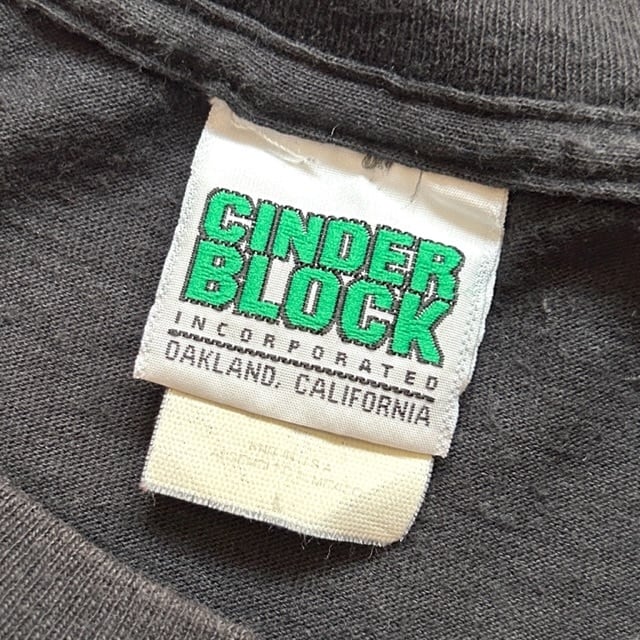 CINDER
BLOCK
INCORPORATED
OAKLAND, CALIFORNIA